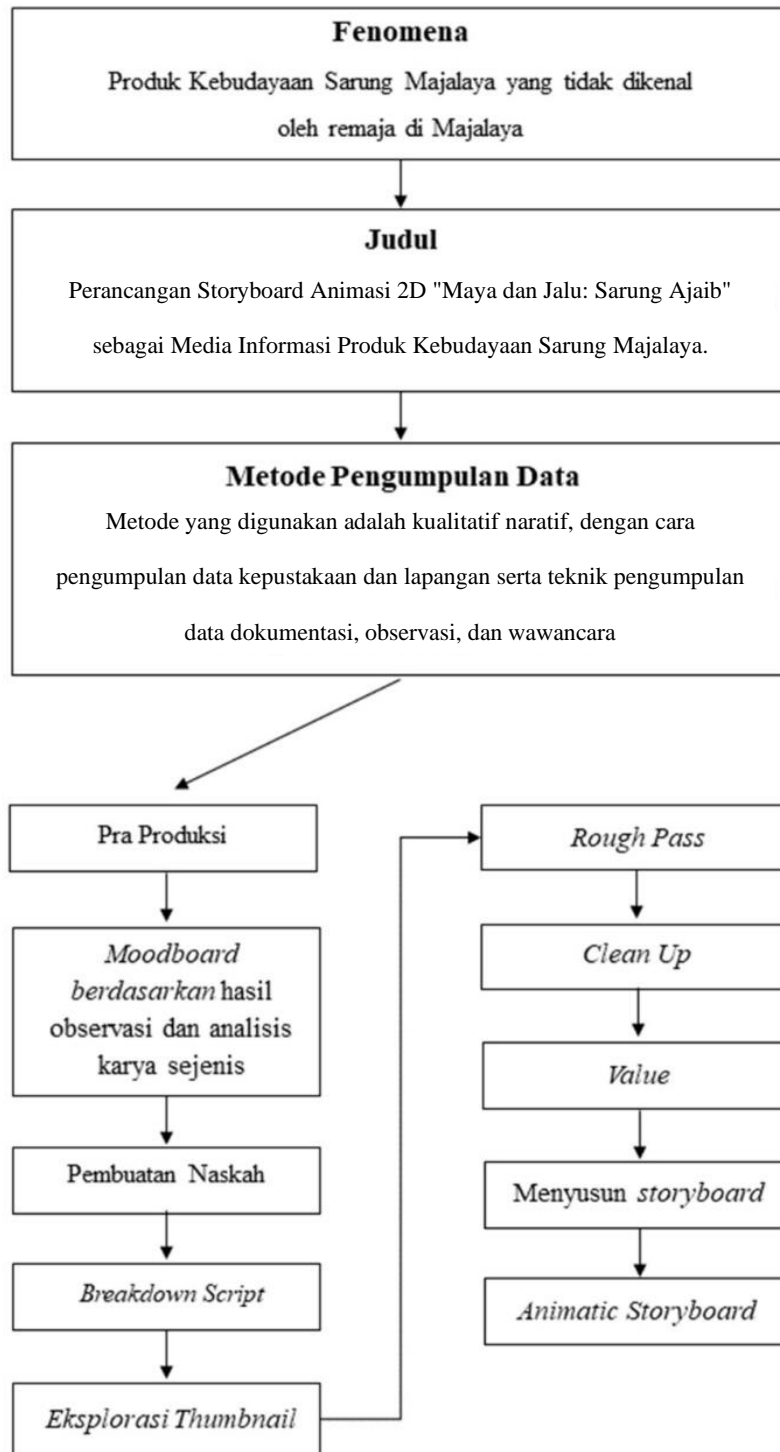 Fenomena
Produk Kebudayaan Sarung Majalaya yang tidak dikenal
oleh remaja di Majalaya
Judul
Perancangan Storyboard Animasi 2D "Maya dan Jalu: Sarung Ajaib"
sebagai Media Informasi Produk Kebudayaan Sarung Majalaya.
Metode Pengumpulan Data
Metode yang digunakan adalah kualitatif naratif, dengan cara
pengumpulan data kepustakaan dan lapangan serta teknik pengumpulan
data dokumentasi, observasi, dan wawancara
Pra Produksi
Moodboard
berdasarkan hasil
observasi dan analisis
karya sejenis
Pembuatan Naskah
Breakdown Script
Eksplorasi Thumbnail
Rough Pass
Clean Up
Value
Menyusun storyboard
Animatic Storyboard